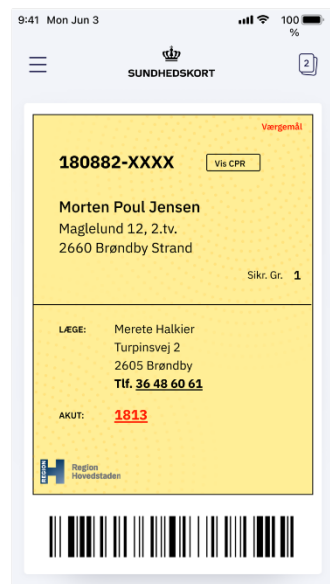 9:41 Mon Jun 3
100
%
SUNDHEDSKORT
2
Værgemål
180882-XXXX
Vis CPR
Morten Poul Jensen
Maglelund 12, 2.tv.
2660 Brøndby Strand
Sikr. Gr. 1
LÆGE: Merete Halkier
Turpinsvej 2
2605 Brøndby
Tlf. 36 48 60 61
AKUT: 1813
REGION
Region
Hovedstaden